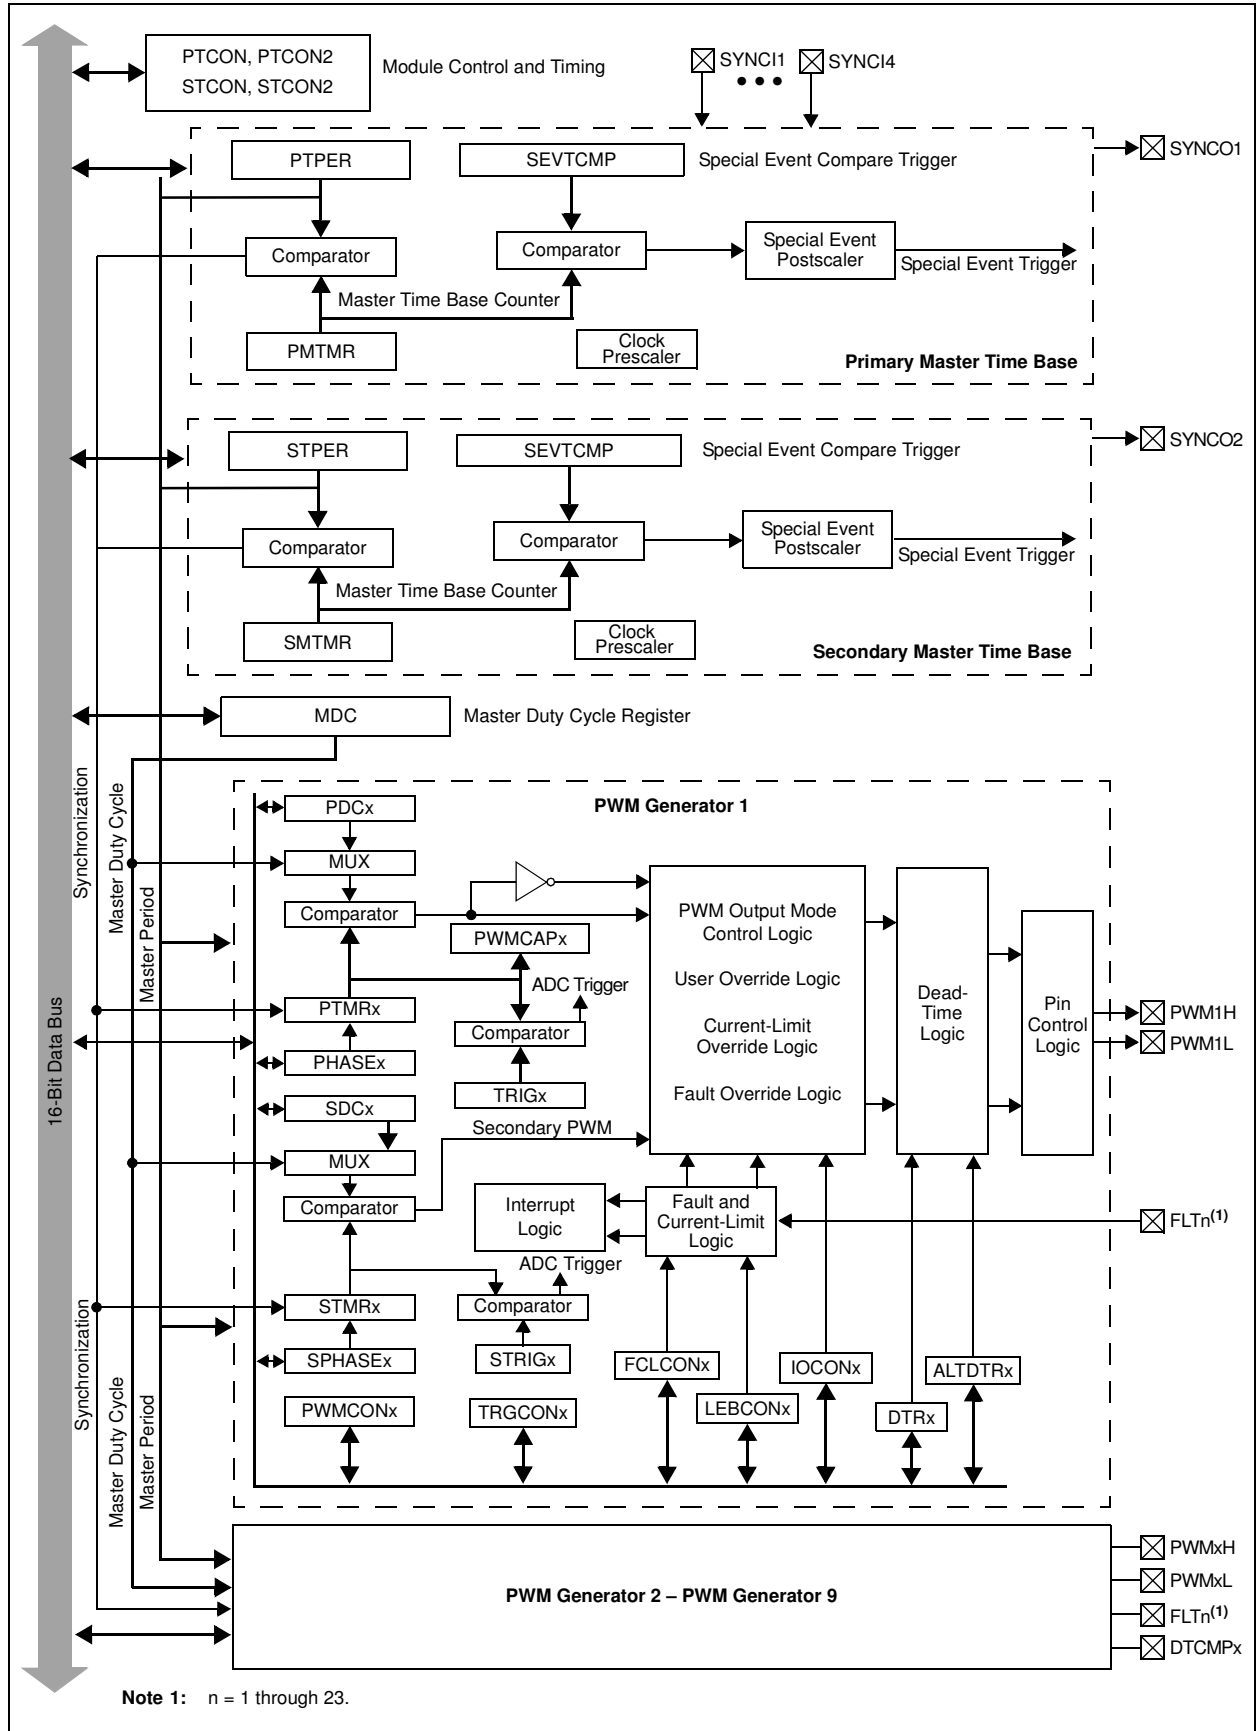 PTCON, PTCON2
STCON, STCON2
Module Control and Timing
SYNCI1
● ● ●
SYNCI4
PTPER
SEVTCMP
Special Event Compare Trigger
SYNCO1
Comparator
Comparator
Special Event
Postscaler
Special Event Trigger
Master Time Base Counter
PMTMR
Clock
Prescaler
Primary Master Time Base
STPER
SEVTCMP
Special Event Compare Trigger
SYNCO2
Comparator
Comparator
Special Event
Postscaler
Special Event Trigger
Master Time Base Counter
SMTMR
Clock
Prescaler
Secondary Master Time Base
MDC
Master Duty Cycle Register
Synchronization
Master Duty Cycle
Master Period
16-Bit Data Bus
PWM Generator 1
PDCx
MUX
Comparator
PWMCAPx
ADC Trigger
PTMRx
Comparator
PHASEx
TRIGx
SDCx
Secondary PWM
MUX
Comparator
PWM Output Mode
Control Logic
User Override Logic
Current-Limit
Override Logic
Fault Override Logic
Dead-
Time
Logic
Pin
Control
Logic
PWM1H
PWM1L
Interrupt
Logic
Fault and
Current-Limit
Logic
FLTn(1)
ADC Trigger
STMRx
Comparator
SPHASEx
STRIGx
FCLCONx
IOCONx
ALTDTRx
PWMCONx
TRGCONx
LEBCONx
DTRx
Synchronization
Master Duty Cycle
Master Period
PWM Generator 2 – PWM Generator 9
PWMxH
PWMxL
FLTn(1)
DTCMPx
Note 1: n = 1 through 23.